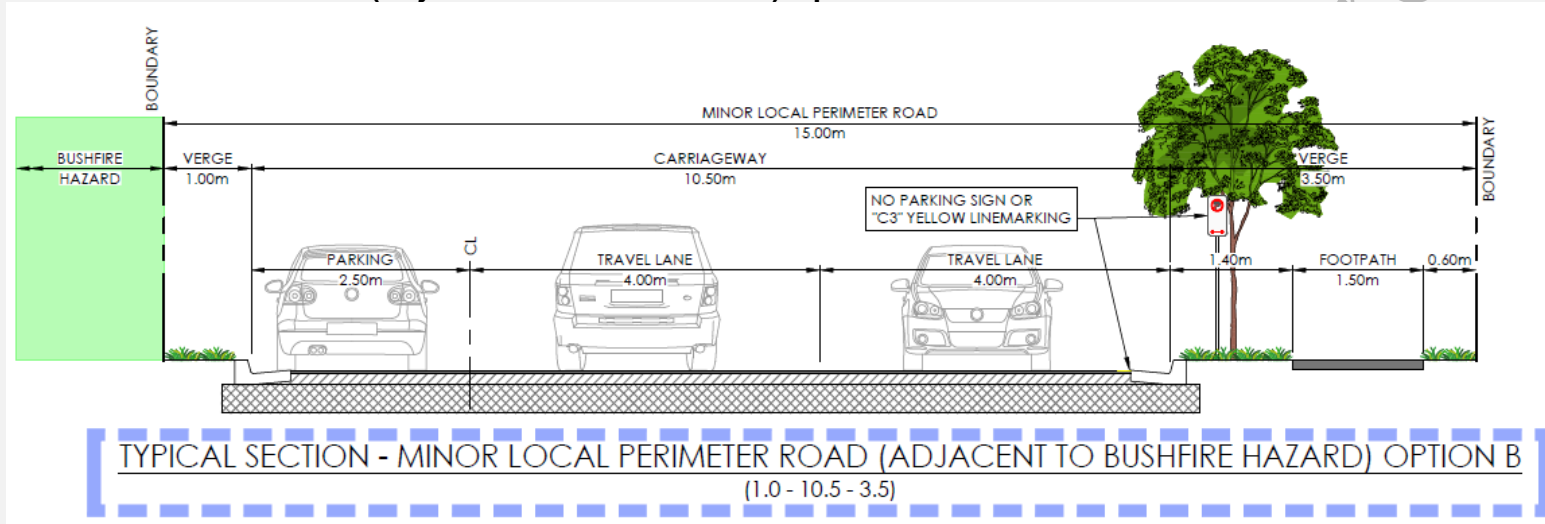 BOUNDARY
MINOR LOCAL PERIMETER ROAD
15.00m
BOUNDARY
BUSHFIRE
HAZARD
VERGE
1.00m
CARRIAGEWAY
10.50m
VERGE
3.50m
NO PARKING SIGN OR
"C3" YELLOW LINEMARKING
CL
PARKING
2.50m
TRAVEL LANE
4.00m
TRAVEL LANE
4.00m
1.40m
FOOTPATH
1.50m
0.60m
TYPICAL SECTION - MINOR LOCAL PERIMETER ROAD (ADJACENT TO BUSHFIRE HAZARD) OPTION B
(1.0 - 10.5 - 3.5)